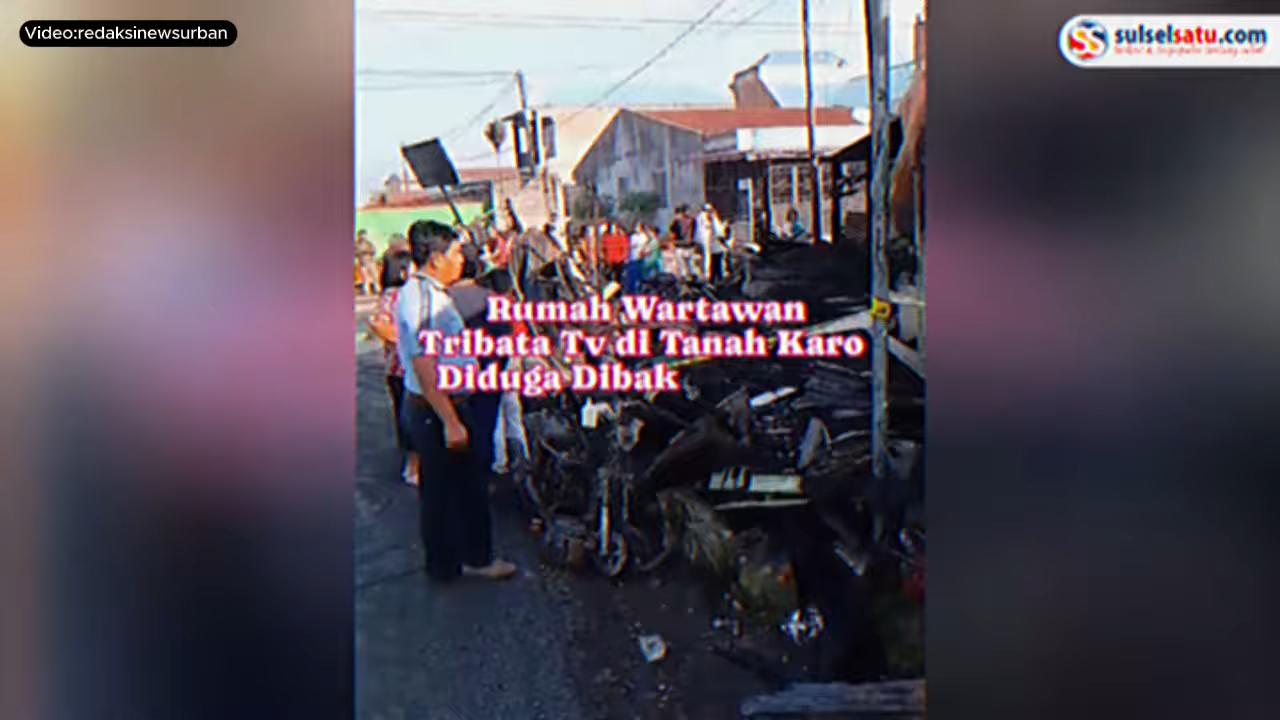 Video:redaksinewsurban
sulselsatu.com
Rumah Wartawan
Tribata Tv di Tanah Karo
Diduga Dibak